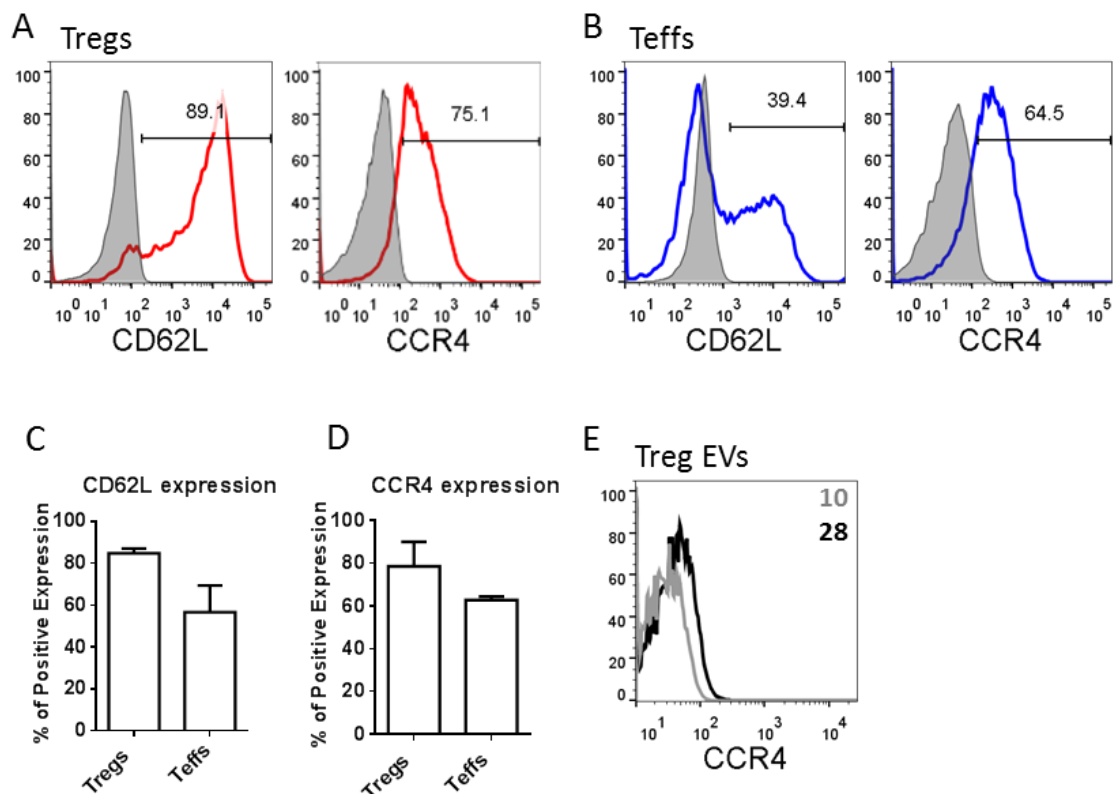 A Tregs
100
80
60
40
20
0
89.1
10^0 10^1 10^2 10^3 10^4 10^5
CD62L
100
80
60
40
20
0
75.1
10^0 10^1 10^2 10^3 10^4 10^5
CCR4
B Teffs
100
80
60
40
20
0
39.4
10^1 10^2 10^3 10^4 10^5
CD62L
100
80
60
40
20
0
64.5
10^0 10^1 10^2 10^3 10^4 10^5
CCR4
C
CD62L expression
% of Positive Expression
100
80
60
40
20
0
Tregs
Teffs
D
CCR4 expression
% of Positive Expression
100
80
60
40
20
0
Tregs
Teffs
E Treg EVs
10
28
100
80
60
40
20
0
10^1 10^2 10^3 10^4
CCR4